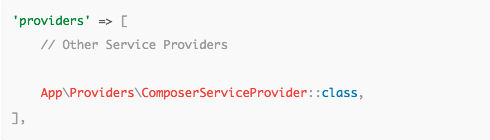 'providers' => [
// Other Service Providers
App\Providers\ComposerServiceProvider::class,
],